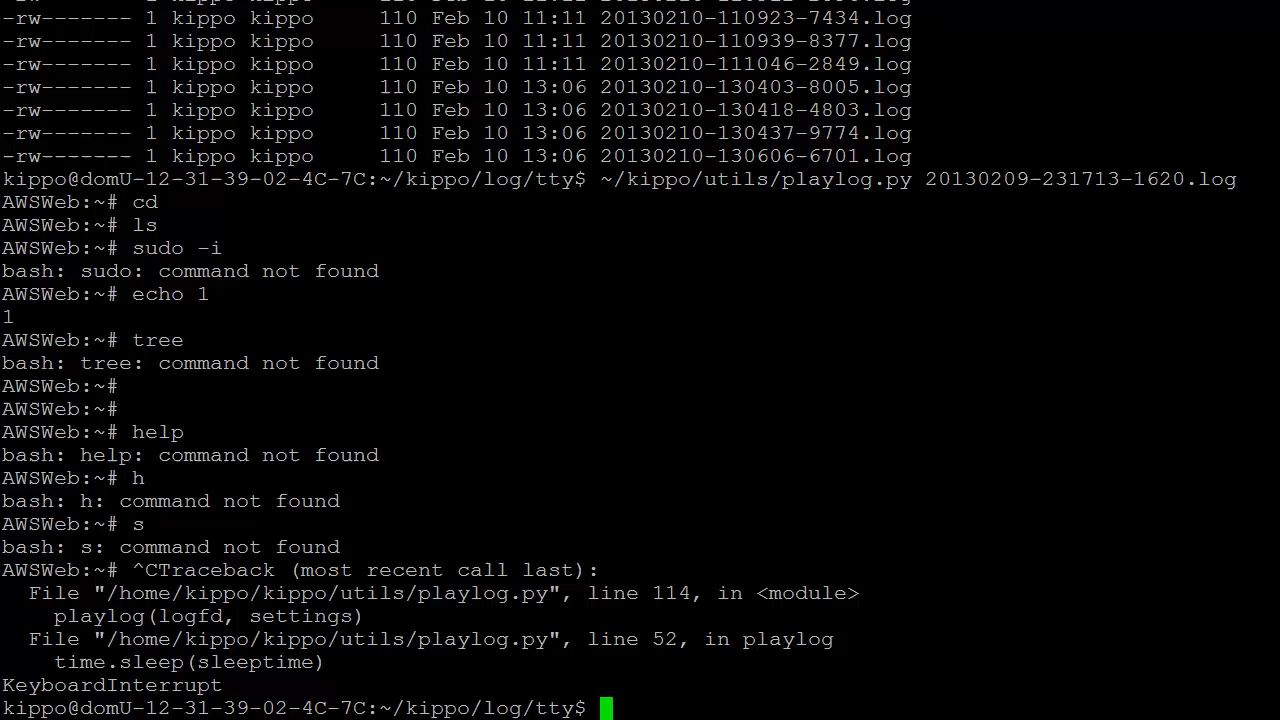 -rw------- 1 kippo kippo     110 Feb 10 11:11 20130210-110923-7434.log
-rw------- 1 kippo kippo     110 Feb 10 11:11 20130210-110939-8377.log
-rw------- 1 kippo kippo     110 Feb 10 11:11 20130210-111046-2849.log
-rw------- 1 kippo kippo     110 Feb 10 13:06 20130210-130403-8005.log
-rw------- 1 kippo kippo     110 Feb 10 13:06 20130210-130418-4803.log
-rw------- 1 kippo kippo     110 Feb 10 13:06 20130210-130437-9774.log
-rw------- 1 kippo kippo     110 Feb 10 13:06 20130210-130606-6701.log
kippo@domU-12-31-39-02-4C-7C:~/kippo/log/tty$ ~/kippo/utils/playlog.py 20130209-231713-1620.log
AWSWeb:~# cd
AWSWeb:~# ls
AWSWeb:~# sudo -i
bash: sudo: command not found
AWSWeb:~# echo 1
1
AWSWeb:~# tree
bash: tree: command not found
AWSWeb:~#
AWSWeb:~#
AWSWeb:~# help
bash: help: command not found
AWSWeb:~# h
bash: h: command not found
AWSWeb:~# s
bash: s: command not found
AWSWeb:~# ^CTraceback (most recent call last):
  File "/home/kippo/kippo/utils/playlog.py", line 114, in <module>
    playlog(logfd, settings)
  File "/home/kippo/kippo/utils/playlog.py", line 52, in playlog
    time.sleep(sleeptime)
KeyboardInterrupt
kippo@domU-12-31-39-02-4C-7C:~/kippo/log/tty$